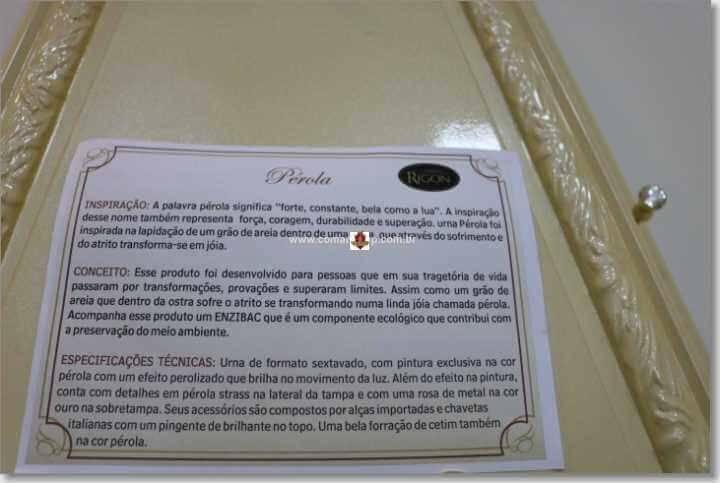 Pérola
RIGON
INSPIRAÇÃO: A palavra pérola significa "forte, constante, bela como a lua". A inspiração
desse nome também representa força, coragem, durabilidade e superação. urna Pérola foi
inspirada na lapidação de um grão de areia dentro de uma que através do sofrimento e
do atrito transforma-se em jóia.
CONCEITO: Esse produto foi desenvolvido para pessoas que em sua tragetória de vida
passaram por transformações, provações e superaram limites. Assim como um grão de
areia que dentro da ostra sofre o atrito se transformando numa linda jóia chamada pérola.
Acompanha esse produto um ENZIBAC que é um componente ecológico que contribui com
a preservação do meio ambiente.
ESPECIFICAÇÕES TÉCNICAS: Urna de formato sextavado, com pintura exclusiva na cor
pérola com um efeito perolizado que brilha no movimento da luz. Além do efeito na pintura,
conta com detalhes em pérola strass na lateral da tampa e com uma rosa de metal na cor
ouro na sobretampa. Seus acessórios são compostos por alças importadas e chavetas
italianas com um pingente de brilhante no topo. Uma bela forração de cetim também
na cor pérola.